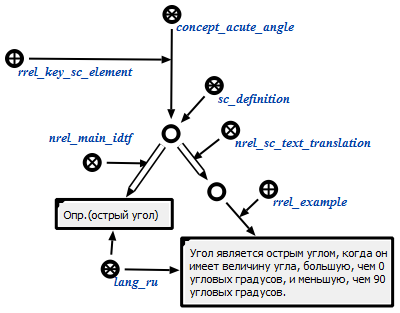 concept_acute_angle
rrel_key_sc_element
sc_definition
nrel_main_idtf
nrel_sc_text_translation
rrel_example
Опр.(острый угол)
Угол является острым углом, когда он
имеет величину угла, большую, чем 0
угловых градусов, и меньшую, чем 90
угловых градусов.
lang_ru